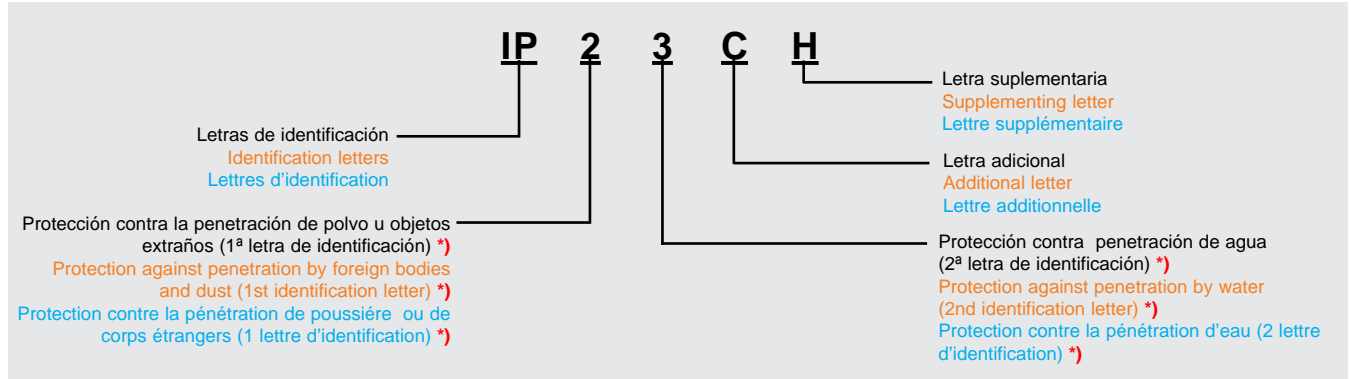 IP 2 3 C H
Letras de identificación
Identification letters
Lettres d’identification
Protección contra la penetración de polvo u objetos
extraños (1ª letra de identificación) *)
Protection against penetration by foreign bodies
and dust (1st identification letter) *)
Protection contre la pénétration de poussiére ou de
corps étrangers (1 lettre d’identification) *)
Letra suplementaria
Supplementing letter
Lettre supplémentaire
Letra adicional
Additional letter
Lettre additionnelle
Protección contra penetración de agua
(2ª letra de identificación) *)
Protection against penetration by water
(2nd identification letter) *)
Protection contre la pénétration d’eau (2 lettre
d’identification) *)